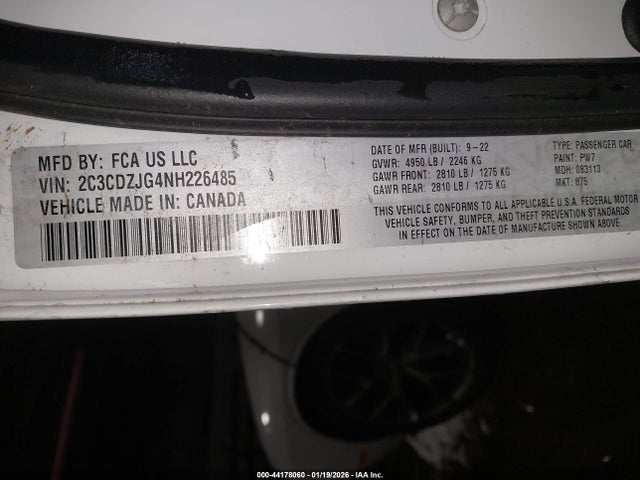 MFD BY: FCA US LLC
VIN: 2C3CDZJG4NH226485
VEHICLE MADE IN: CANADA
DATE OF MFR (BUILT): 9-22
GVWR: 4950 LB / 2246 KG
GAWR FRONT: 2810 LB / 1275 KG
GAWR REAR: 2810 LB / 1275 KG
TYPE: PASSENGER CAR
PAINT: PW7
MDH: 083113
MKT: 875
THIS VEHICLE CONFORMS TO ALL APPLICABLE U.S.A. FEDERAL MOTOR
VEHICLE SAFETY, BUMPER, AND THEFT PREVENTION STANDARDS
IN EFFECT ON THE DATE OF MANUFACTURE SHOWN ABOVE.
000-44178060 - 01/19/2026 - IAA Inc.